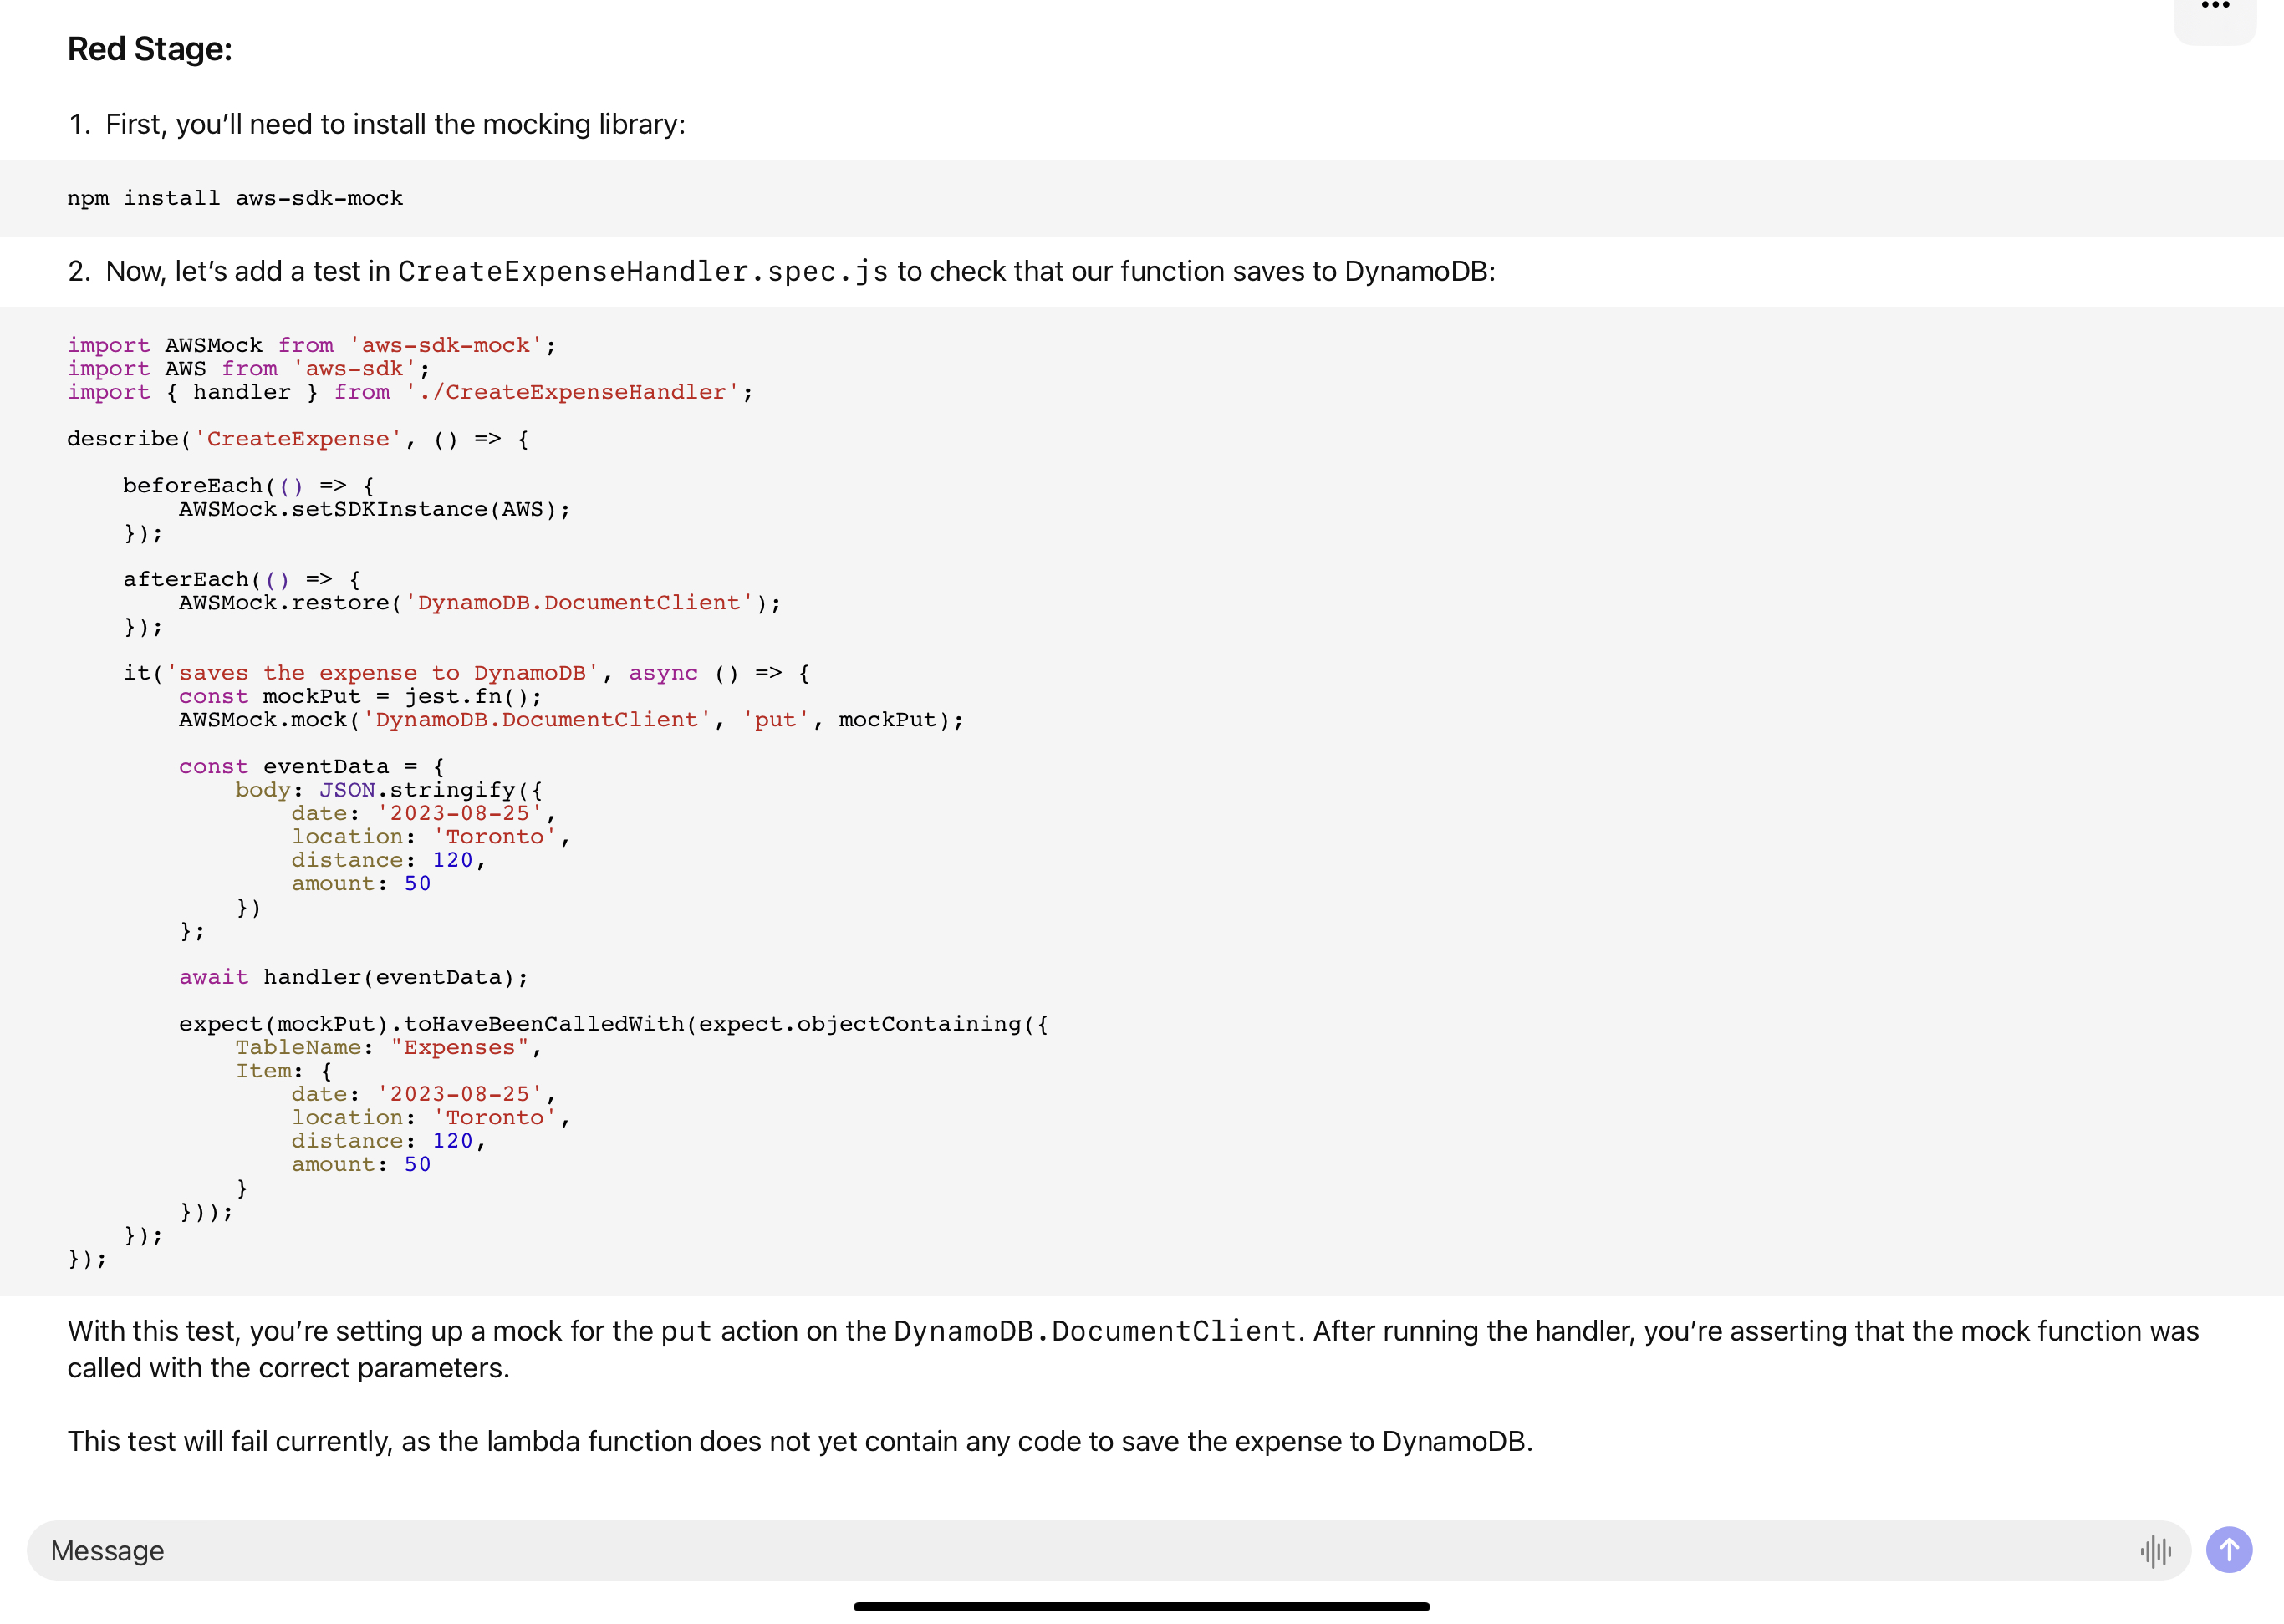 Red Stage:
1. First, you’ll need to install the mocking library:
npm install aws-sdk-mock
2. Now, let’s add a test in CreateExpenseHandler.spec.js to check that our function saves to DynamoDB:
import AWSMock from 'aws-sdk-mock';
import AWS from 'aws-sdk';
import { handler } from './CreateExpenseHandler';
describe('CreateExpense', () => {
beforeEach(() => {
AWSMock.setSDKInstance(AWS);
});
afterEach(() => {
AWSMock.restore('DynamoDB.DocumentClient');
});
it('saves the expense to DynamoDB', async () => {
const mockPut = jest.fn();
AWSMock.mock('DynamoDB.DocumentClient', 'put', mockPut);
const eventData = {
body: JSON.stringify({
date: '2023-08-25',
location: 'Toronto',
distance: 120,
amount: 50
})
};
await handler(eventData);
expect(mockPut).toHaveBeenCalledWith(expect.objectContaining({
TableName: "Expenses",
Item: {
date: '2023-08-25',
location: 'Toronto',
distance: 120,
amount: 50
}
}));
});
});
With this test, you’re setting up a mock for the put action on the DynamoDB.DocumentClient. After running the handler, you’re asserting that the mock function was
called with the correct parameters.
This test will fail currently, as the lambda function does not yet contain any code to save the expense to DynamoDB.
Message